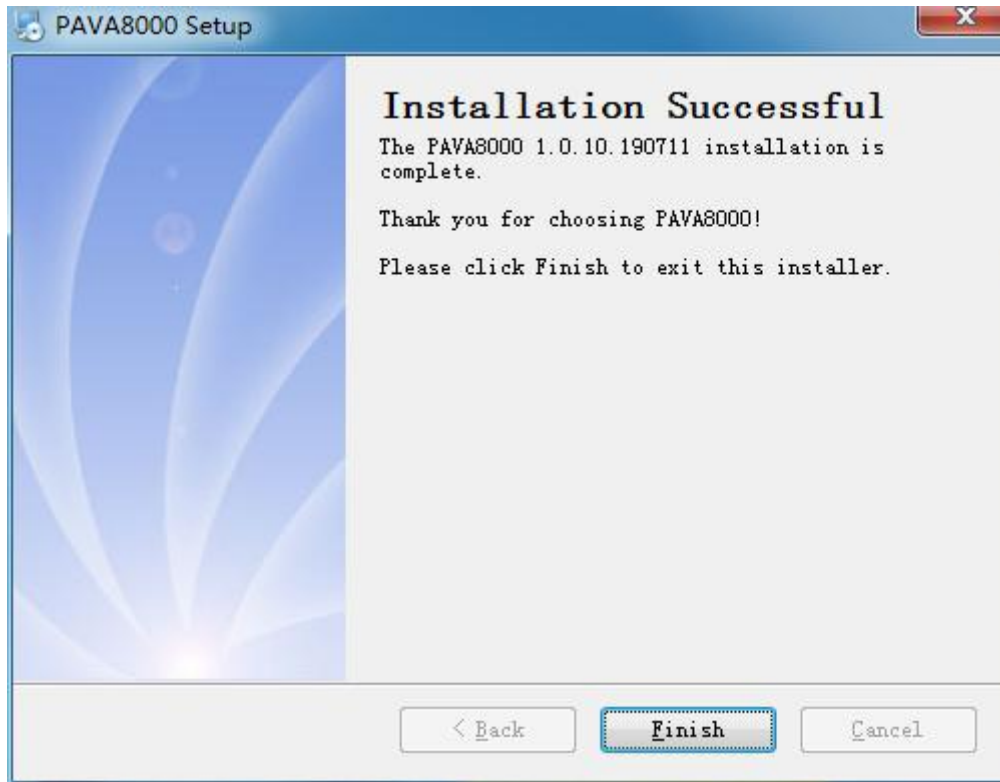 PAVA8000 Setup
X
Installation Successful
The PAVA8000 1.0.10.190711 installation is
complete.
Thank you for choosing PAVA8000!
Please click Finish to exit this installer.
< Back
Finish
Cancel